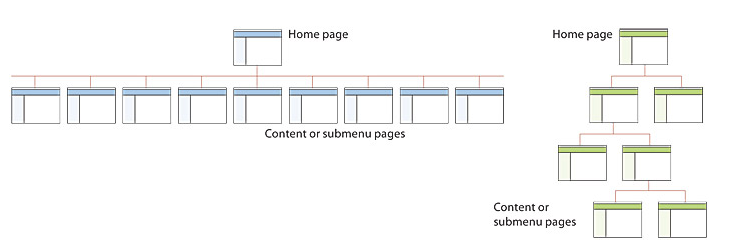 Home page
Content or submenu pages
Home page
Content or
submenu pages